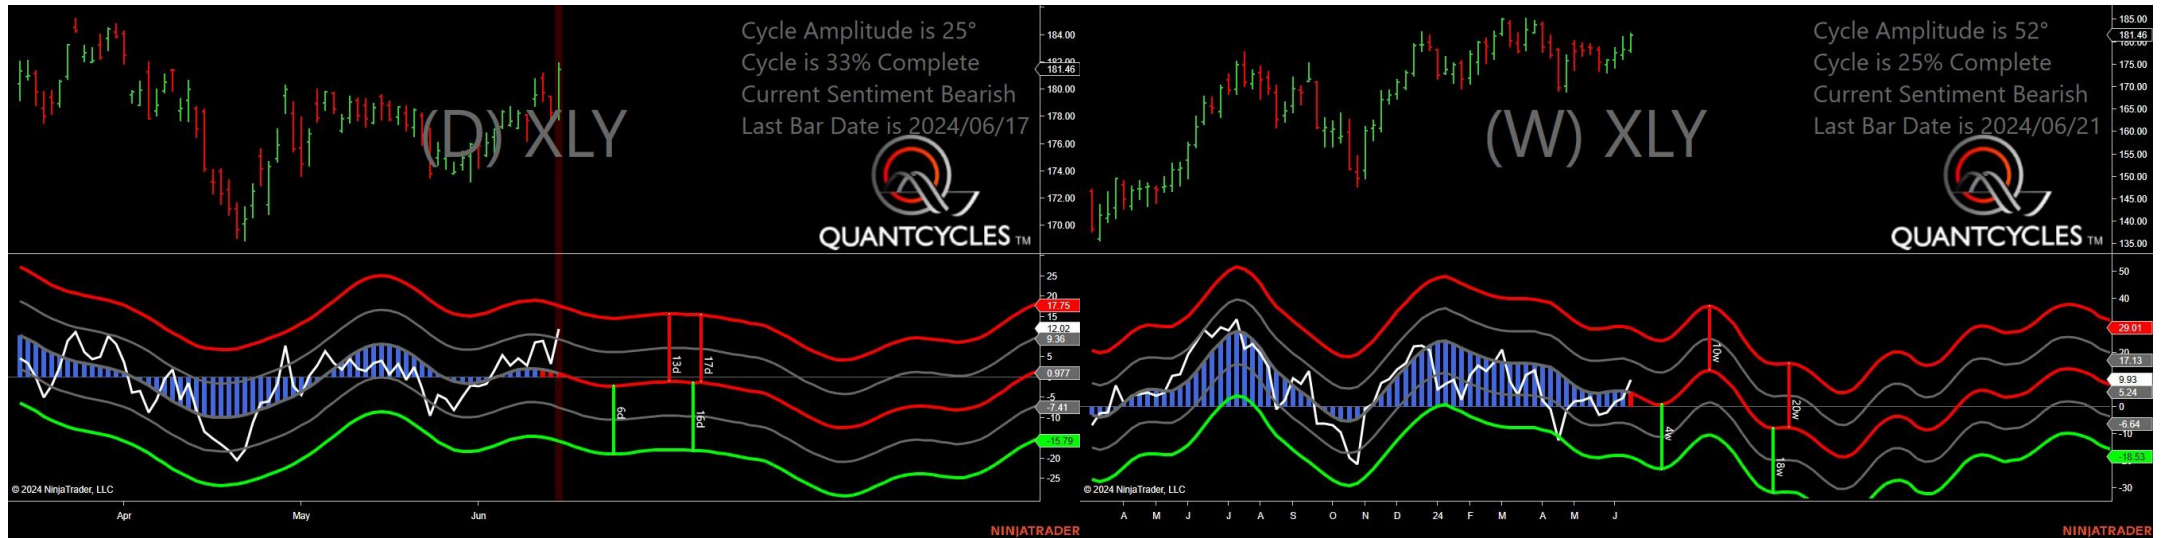 Cycle Amplitude is 25°
Cycle is 33% Complete
Current Sentiment Bearish
Last Bar Date is 2024/06/17
(D) XLY
QUANTCYCLES TM
184.00
182.00
181.46
180.00
178.00
176.00
174.00
172.00
170.00
25
20
17.75
15
12.02
9.36
5
0.977
-5
-7.41
-10
-15.79
-20
-25
13d
17d
6d
16d
© 2024 NinjaTrader, LLC
Apr
May
Jun
NINJATRADER
Cycle Amplitude is 52°
Cycle is 25% Complete
Current Sentiment Bearish
Last Bar Date is 2024/06/21
(W) XLY
QUANTCYCLES TM
185.00
181.46
180.00
175.00
170.00
165.00
160.00
155.00
150.00
145.00
140.00
135.00
50
40
29.01
20
17.13
9.93
5.24
0
-6.64
-10
-18.53
-30
10w
20w
4w
18w
© 2024 NinjaTrader, LLC
A M J J A S O N D 24 F M A M J
NINJATRADER